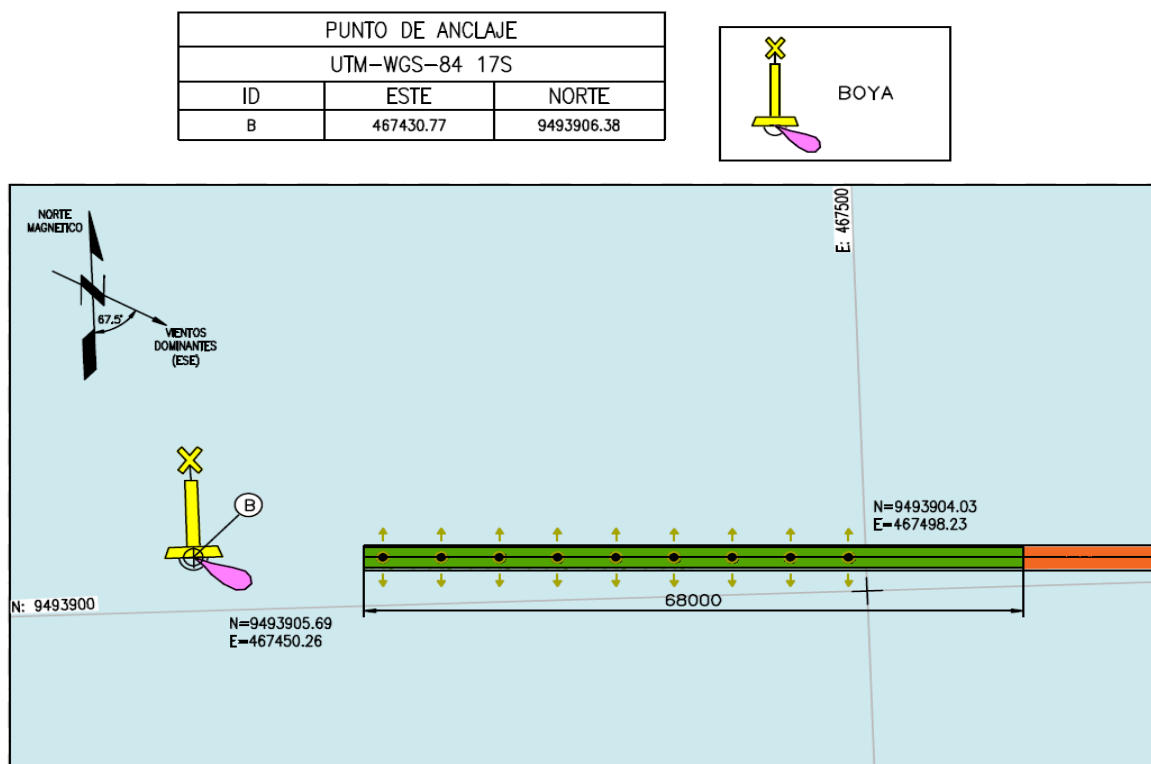 PUNTO DE ANCLAJE
UTM-WGS-84 17S
ID ESTE NORTE
B 467430.77 9493906.38
BOYA
NORTE
MAGNETICO
67.5°
VIENTOS
DOMINANTES
(ESE)
E: 467500
B
N=9493904.03
E=467498.23
N: 9493900
68000
N=9493905.69
E=467450.26